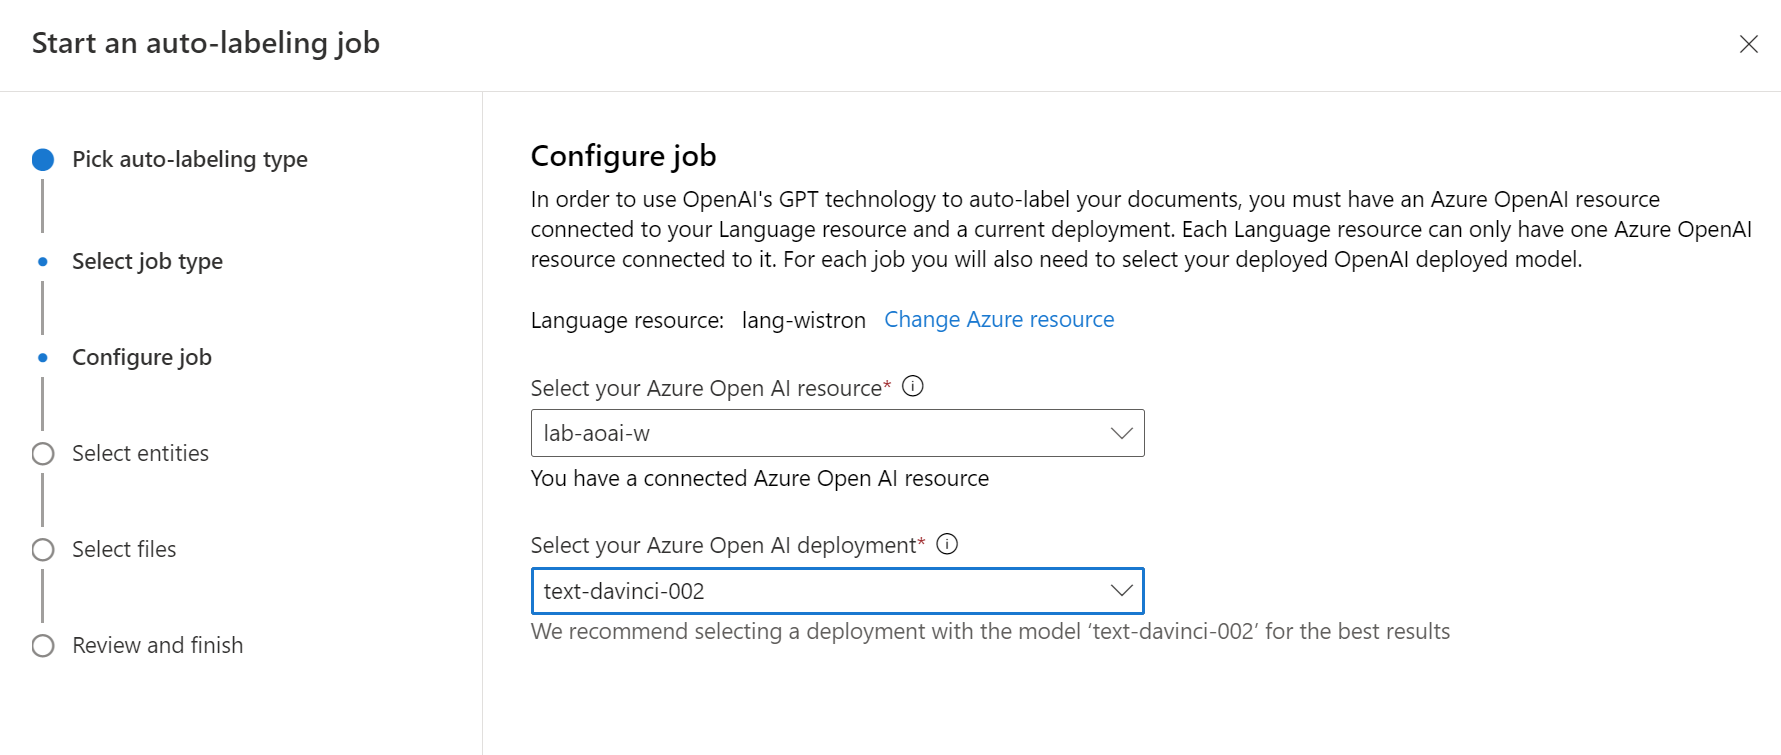 Start an auto-labeling job
Pick auto-labeling type
Select job type
Configure job
Select entities
Select files
Review and finish
Configure job
In order to use OpenAI's GPT technology to auto-label your documents, you must have an Azure OpenAI resource
connected to your Language resource and a current deployment. Each Language resource can only have one Azure OpenAI
resource connected to it. For each job you will also need to select your deployed OpenAI deployed model.
Language resource: lang-wistron Change Azure resource
Select your Azure Open AI resource*
lab-aoai-w
You have a connected Azure Open AI resource
Select your Azure Open AI deployment*
text-davinci-002
We recommend selecting a deployment with the model ‘text-davinci-002’ for the best results